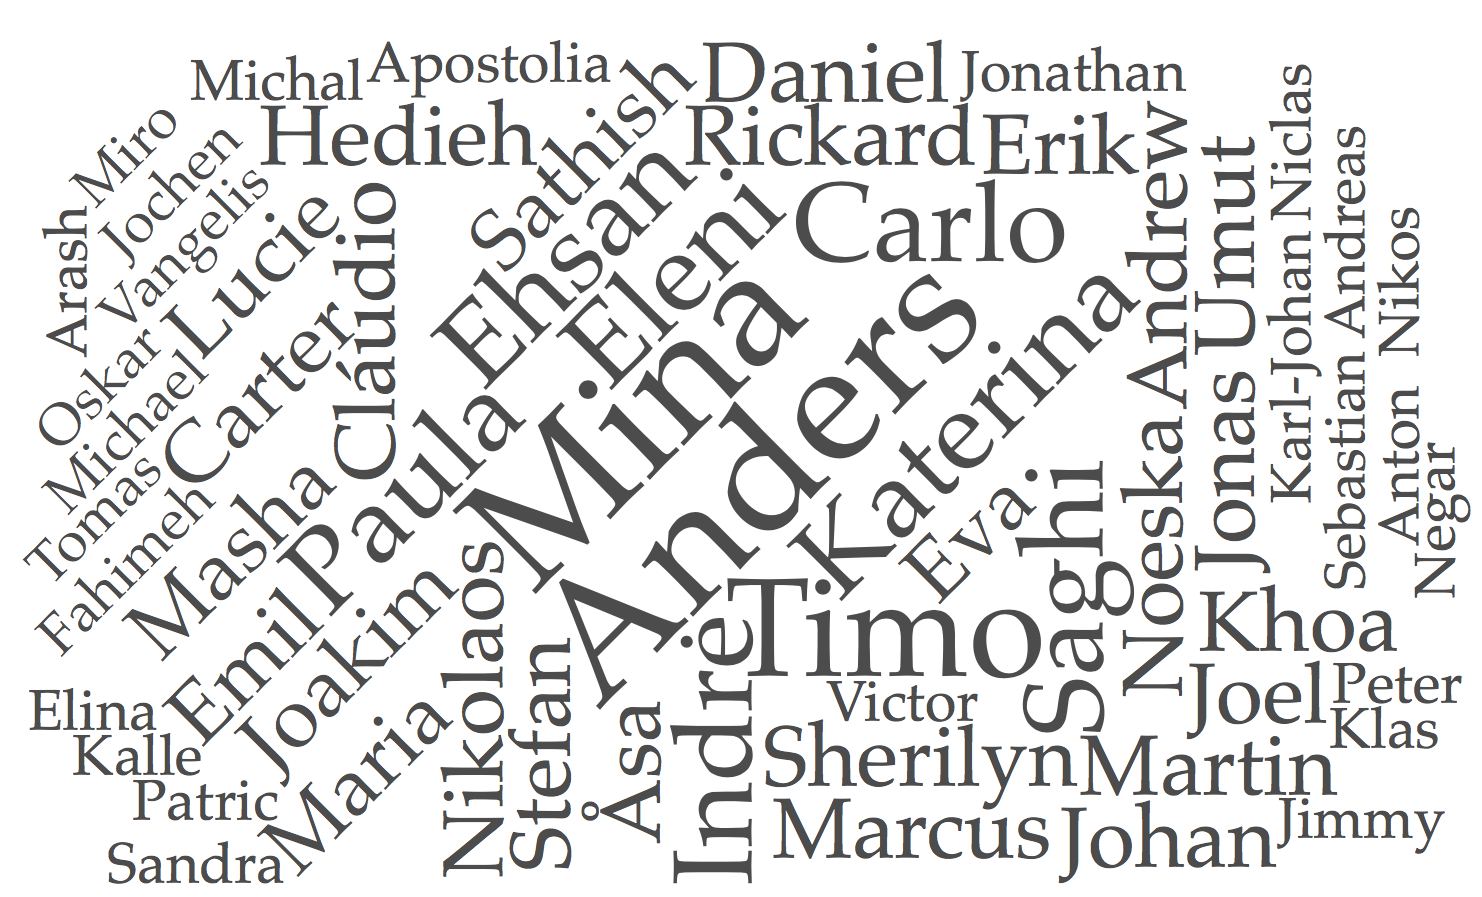 Michal
Apostolia
Daniel
Jonathan
Hedieh
Sathish
Rickard
Erik
Miro
Jochen
Vangelis
Arash
Lucie
Cláudio
Ehsan
Eleni
Carlo
Andrew
Umut
Niclas
Karl-Johan
Andreas
Sebastian
Nikos
Anton
Negar
Oskar
Michael
Carter
Tomas
Fahimeh
Masha
Paula
Mina
Anders
Katerina
Eva
Saghi
Noeska
Jonas
Emil
Joakim
Maria
Nikolaos
Stefan
Åsa
Indrė
Timo
Khoa
Joel
Peter
Klas
Elina
Kalle
Patric
Sandra
Victor
Sherilyn
Martin
Marcus
Johan
Jimmy